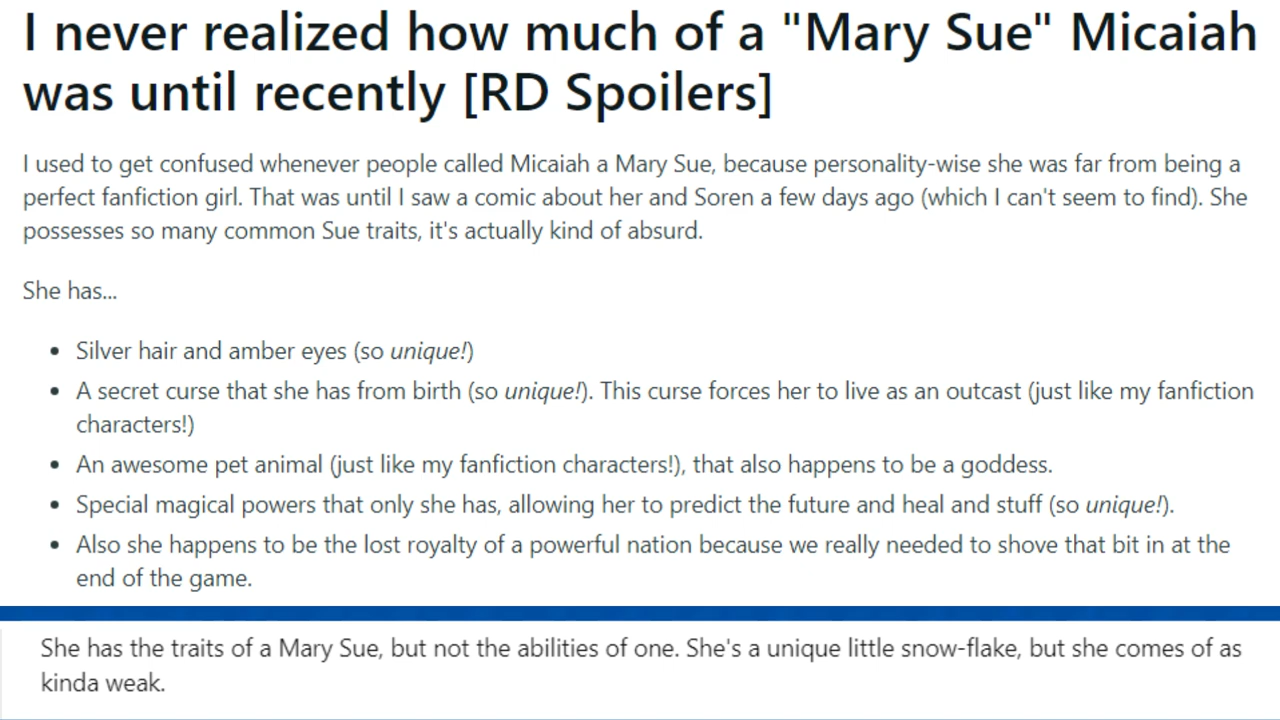 I never realized how much of a "Mary Sue" Micaiah
was until recently [RD Spoilers]
I used to get confused whenever people called Micaiah a Mary Sue, because personality-wise she was far from being a
perfect fanfiction girl. That was until I saw a comic about her and Soren a few days ago (which I can't seem to find). She
possesses so many common Sue traits, it's actually kind of absurd.
She has...
• Silver hair and amber eyes (so unique!)
• A secret curse that she has from birth (so unique!). This curse forces her to live as an outcast (just like my fanfiction
characters!)
• An awesome pet animal (just like my fanfiction characters!), that also happens to be a goddess.
• Special magical powers that only she has, allowing her to predict the future and heal and stuff (so unique!).
• Also she happens to be the lost royalty of a powerful nation because we really needed to shove that bit in at the
end of the game.
She has the traits of a Mary Sue, but not the abilities of one. She's a unique little snow-flake, but she comes of as
kinda weak.